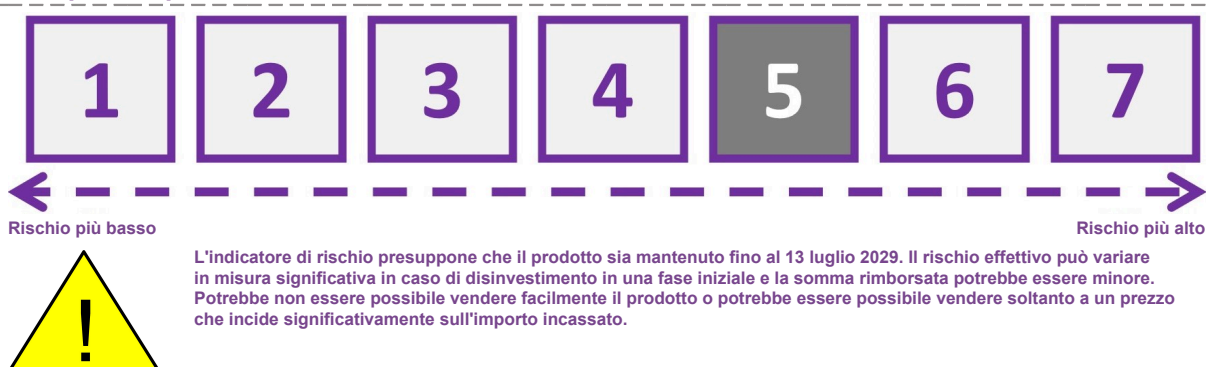 1 2 3 4 5 6 7
Rischio più basso Rischio più alto
L'indicatore di rischio presuppone che il prodotto sia mantenuto fino al 13 luglio 2029. Il rischio effettivo può variare
in misura significativa in caso di disinvestimento in una fase iniziale e la somma rimborsata potrebbe essere minore.
Potrebbe non essere possibile vendere facilmente il prodotto o potrebbe essere possibile vendere soltanto a un prezzo
che incide significativamente sull'importo incassato.
!